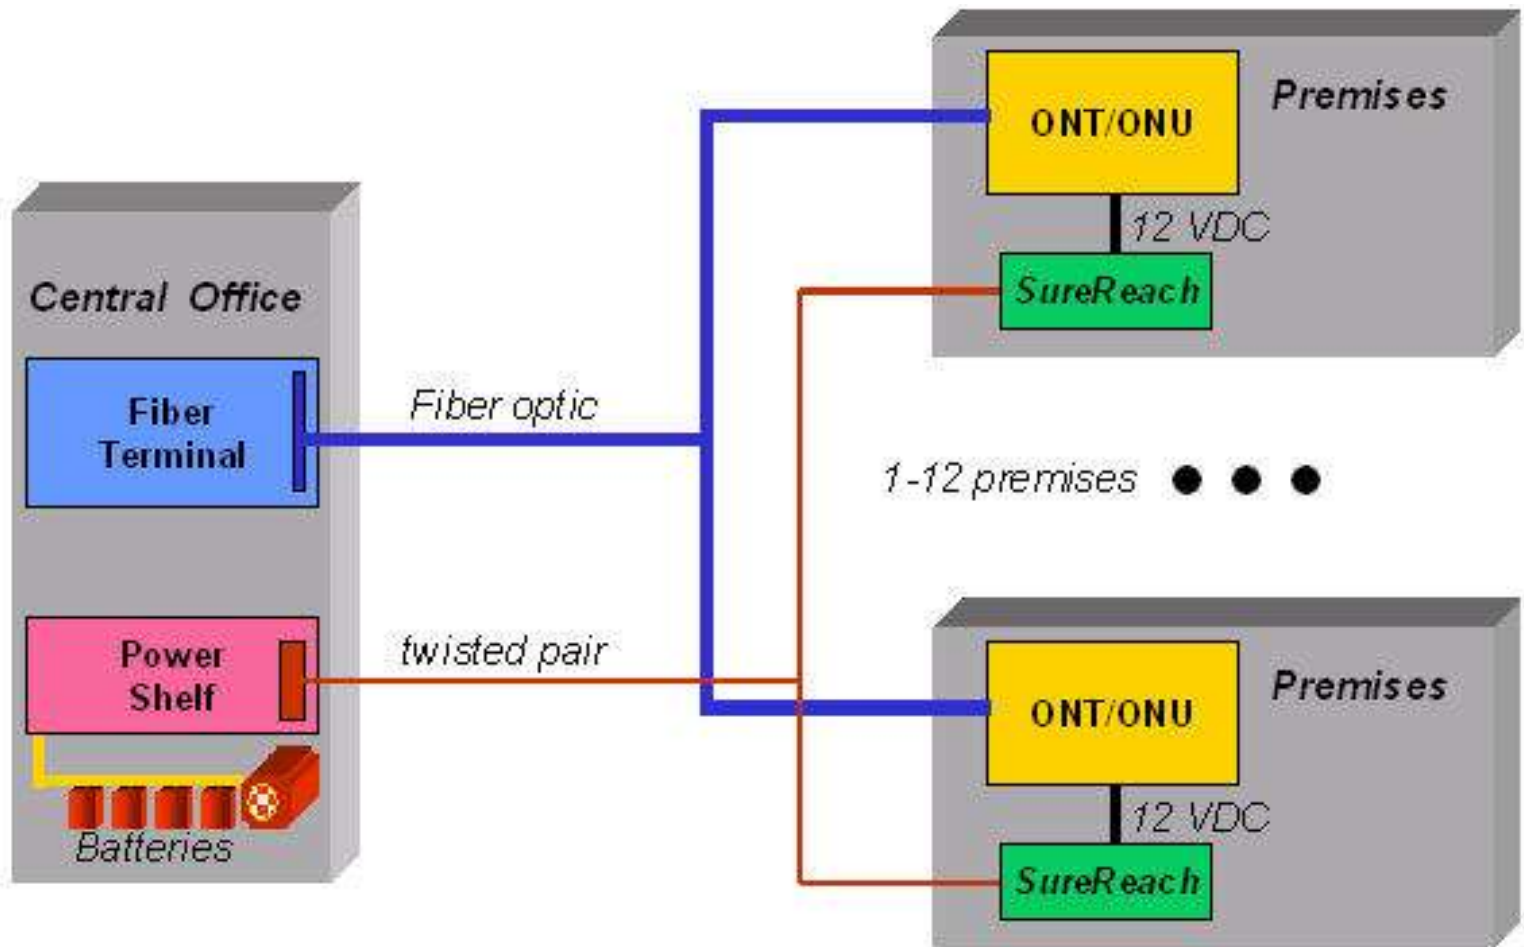 Central Office
Fiber
Terminal
Power
Shelf
Batteries
Fiber optic
twisted pair
ONT/ONU
Premises
12 VDC
SureReach
1-12 premises
ONT/ONU
Premises
12 VDC
SureReach